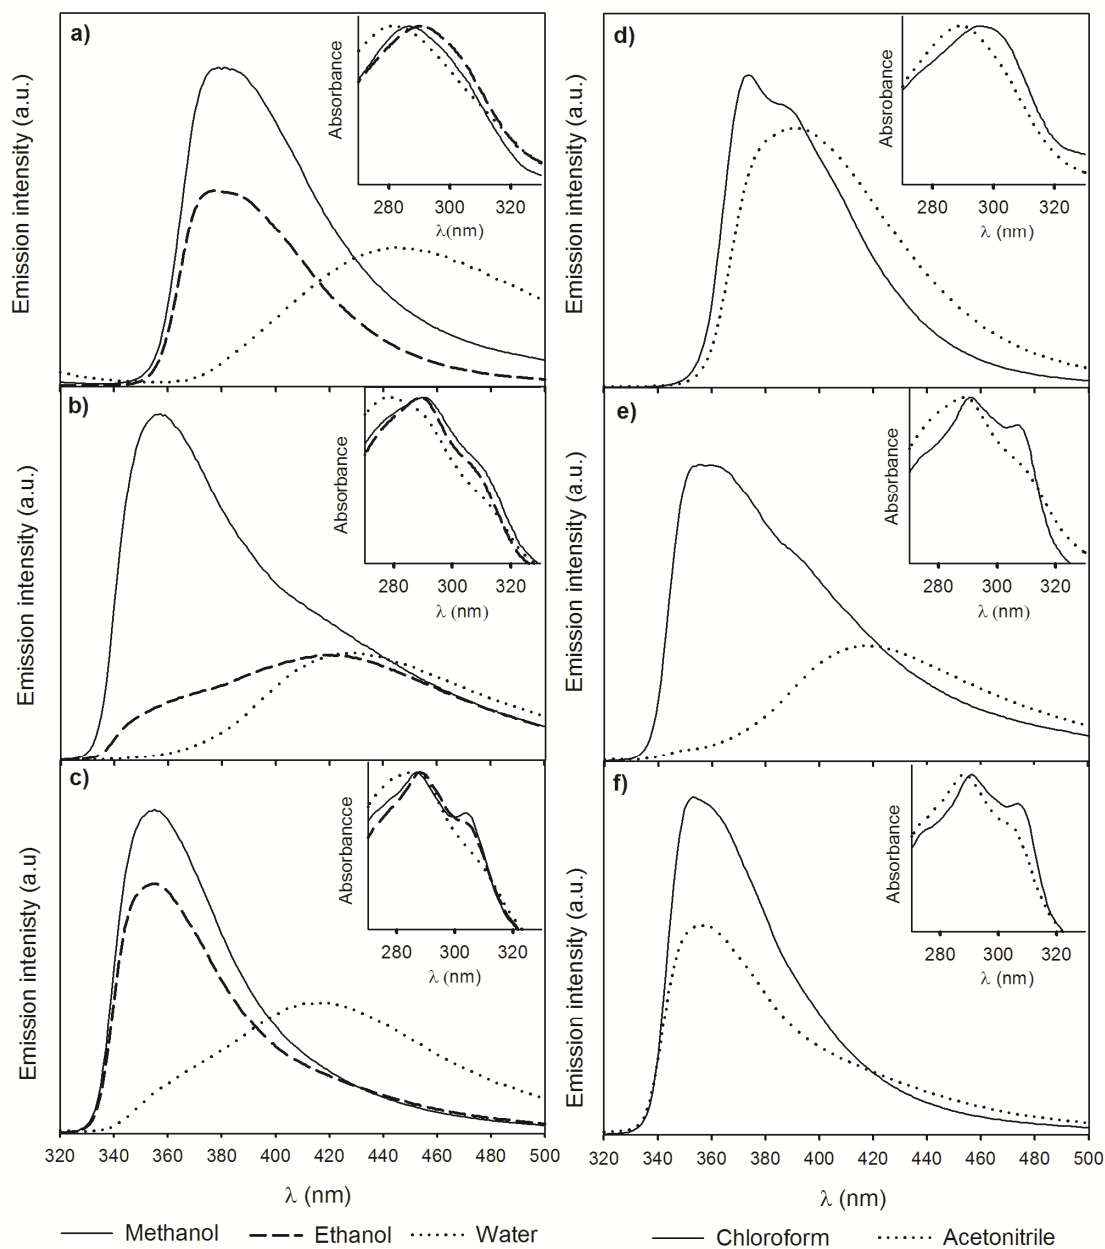 a)
Emission intensity (a.u.)
Absorbance
280 300 320
λ(nm)
d)
Emission intensity (a.u.)
Absrobance
280 300 320
λ (nm)
b)
Emission intensity (a.u.)
Absorbance
280 300 320
λ (nm)
e)
Emission intensity (a.u.)
Absorbance
280 300 320
λ (nm)
c)
Emission intenisty (a.u)
Absorbancce
280 300 320
λ (nm)
320 340 360 380 400 420 440 460 480 500
λ (nm)
f)
Emission intensity (a.u.)
Absorbance
280 300 320
λ (nm)
320 340 360 380 400 420 440 460 480 500
λ (nm)
Methanol Ethanol Water
Chloroform Acetonitrile